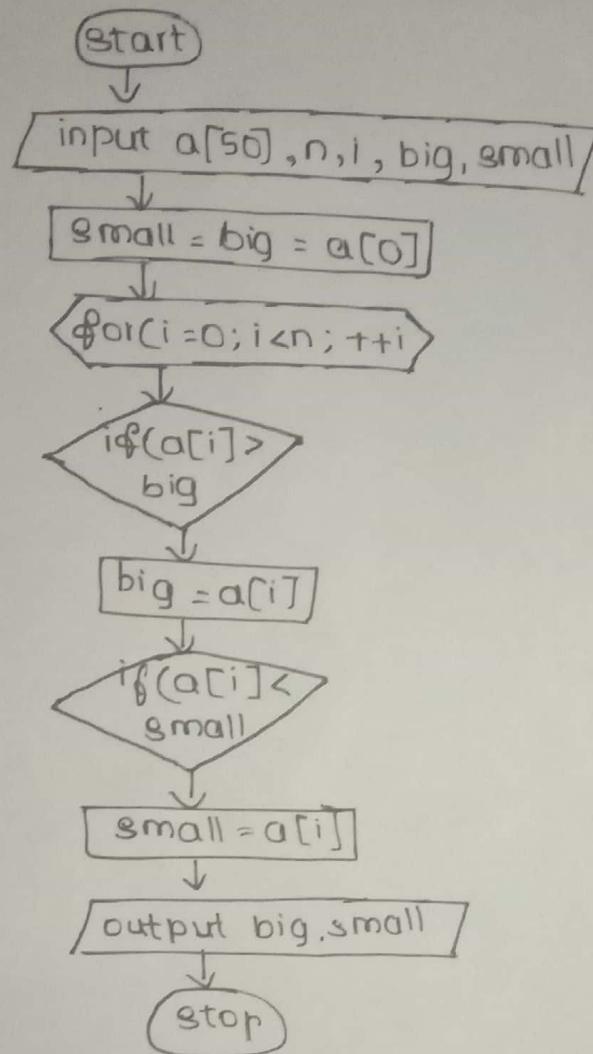 start
input a[50], n, i, big, small
small = big = a[0]
for(i=0; i<n; ++i
if(a[i]>
big
big = a[i]
if(a[i]<
small
small = a[i]
output big, small
stop